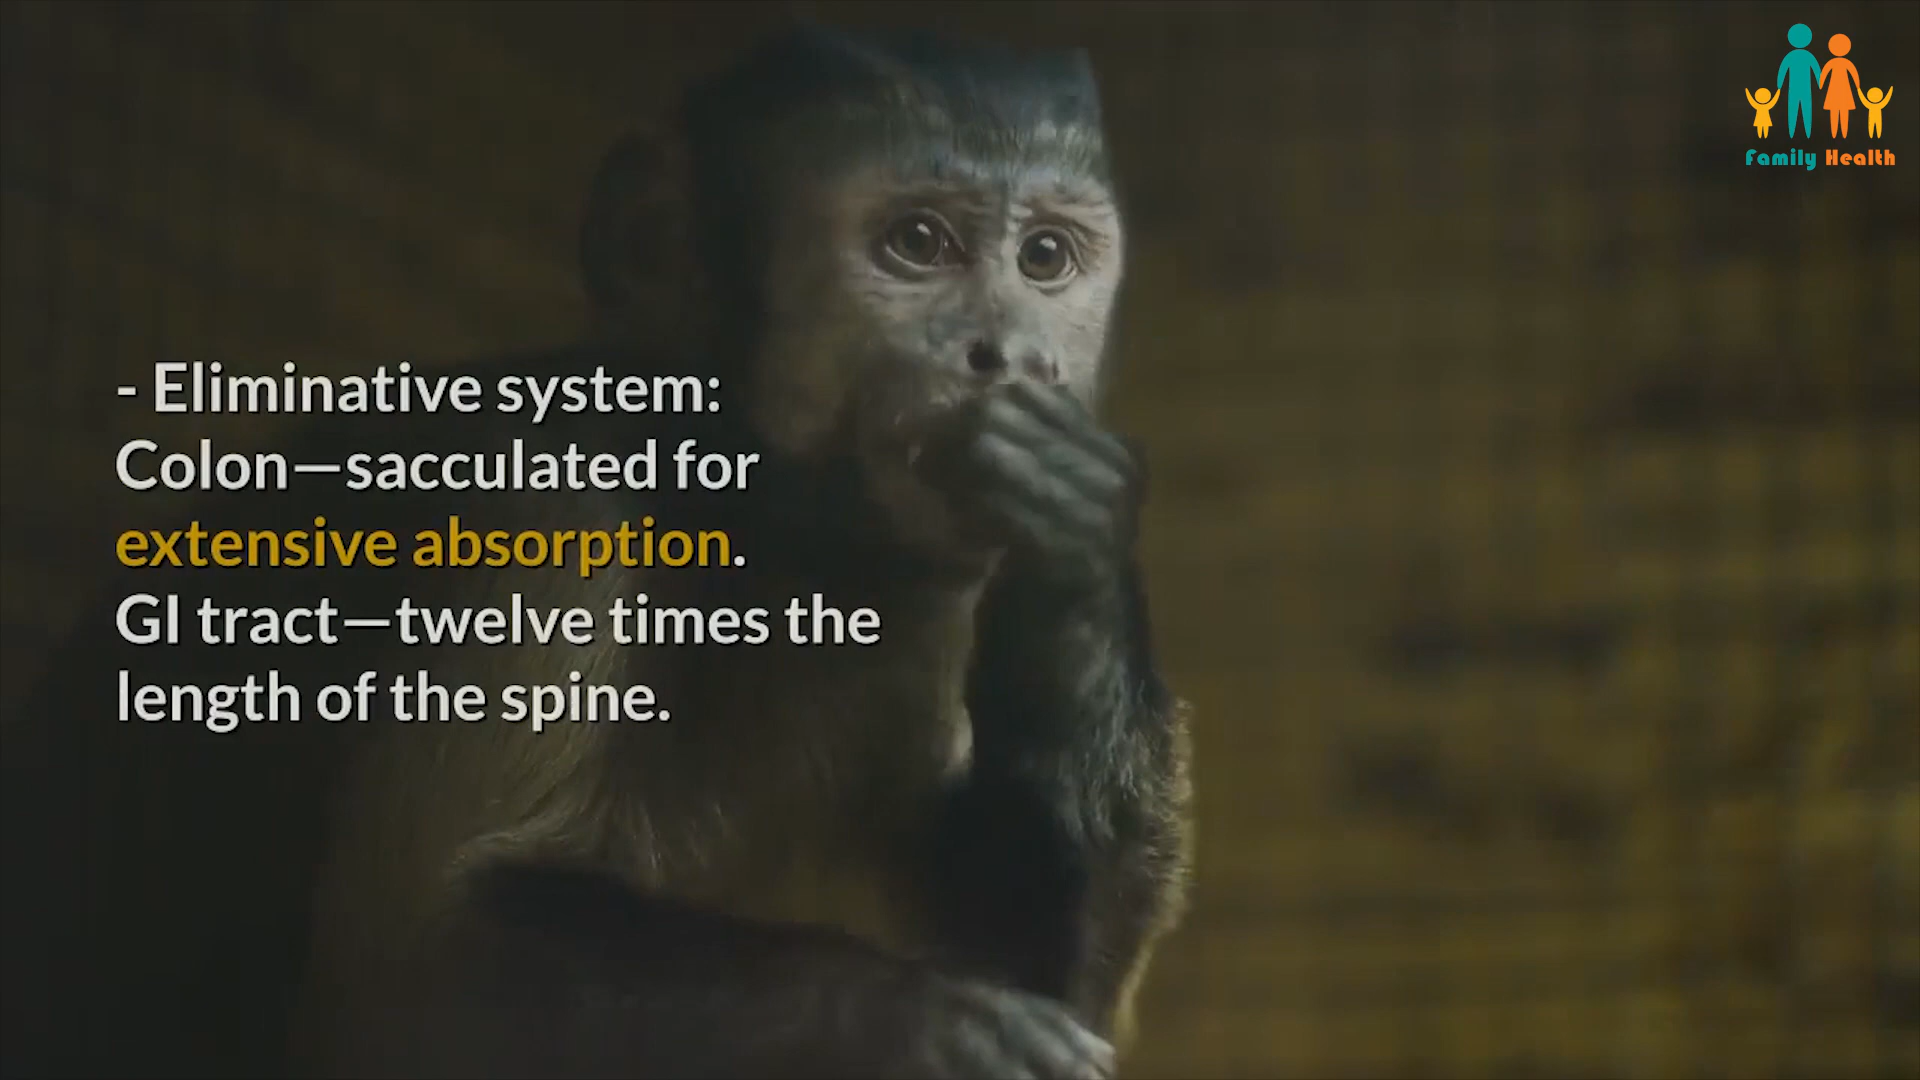 Family Health
- Eliminative system:
Colon—sacculated for
extensive absorption.
GI tract—twelve times the
length of the spine.